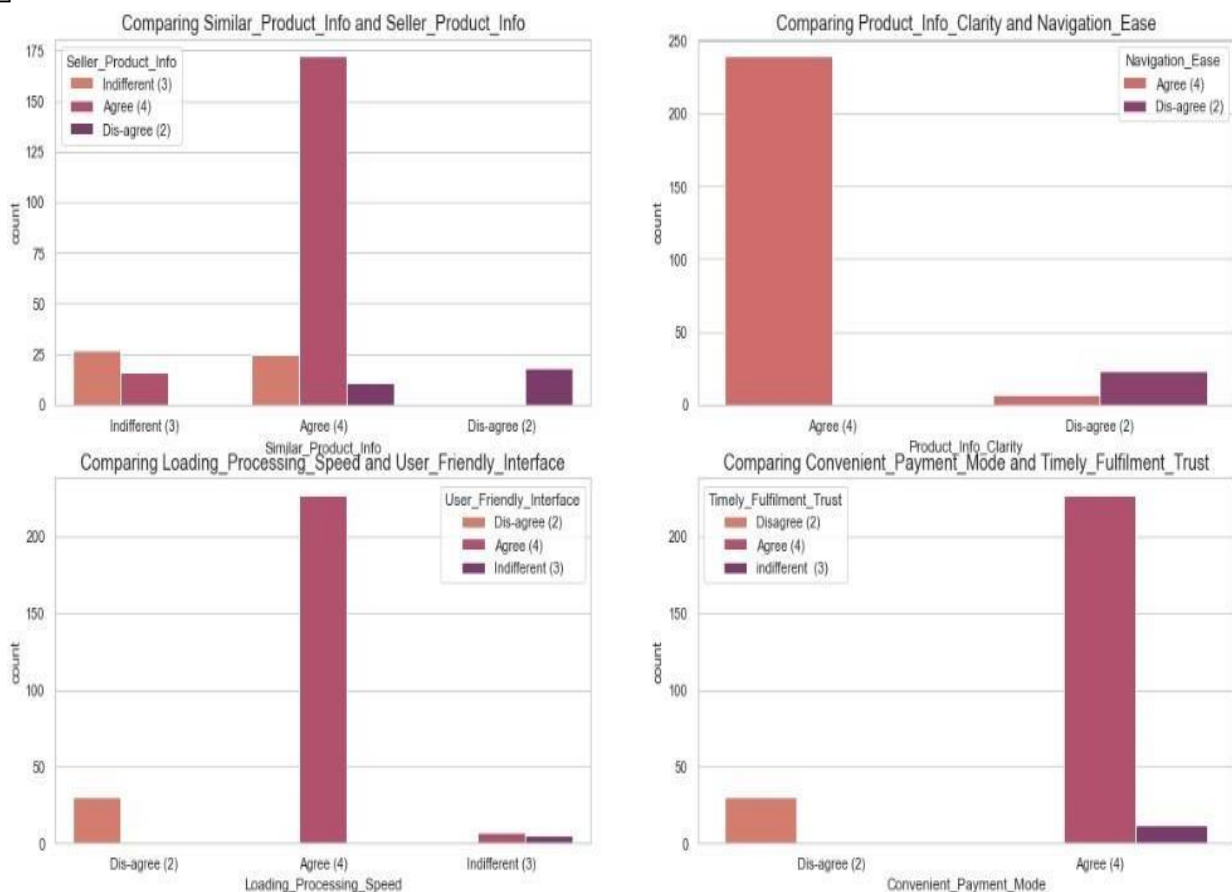 Comparing Similar_Product_Info and Seller_Product_Info
175
150
125
100
75
50
25
0
count
Seller_Product_Info
Indifferent (3)
Agree (4)
Dis-agree (2)
Indifferent (3)
Agree (4)
Dis-agree (2)
Similar_Product_Info
Comparing Product_Info_Clarity and Navigation_Ease
250
200
150
100
50
0
count
Navigation_Ease
Agree (4)
Dis-agree (2)
Agree (4)
Dis-agree (2)
Product_Info_Clarity
Comparing Loading_Processing_Speed and User_Friendly_Interface
200
150
100
50
0
count
User_Friendly_Interface
Dis-agree (2)
Agree (4)
Indifferent (3)
Dis-agree (2)
Agree (4)
Indifferent (3)
Loading_Processing_Speed
Comparing Convenient_Payment_Mode and Timely_Fulfilment_Trust
200
150
100
50
0
count
Timely_Fulfilment_Trust
Disagree (2)
Agree (4)
indifferent (3)
Dis-agree (2)
Agree (4)
Convenient_Payment_Mode